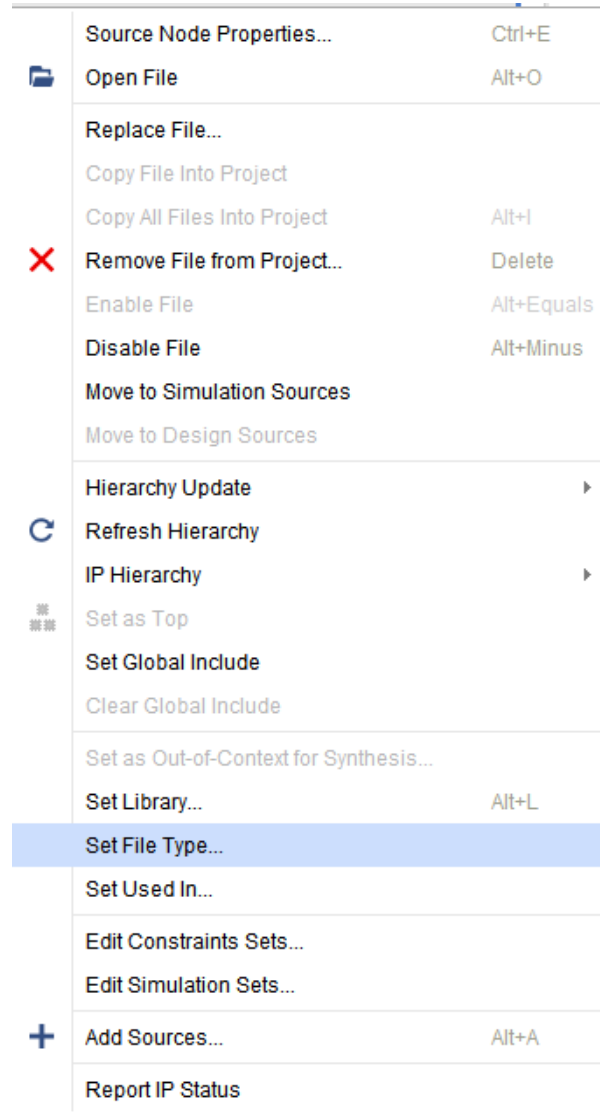 Source Node Properties... Ctrl+E
Open File Alt+O
Replace File...
Copy File Into Project
Copy All Files Into Project Alt+I
Remove File from Project... Delete
Enable File Alt+Equals
Disable File Alt+Minus
Move to Simulation Sources
Move to Design Sources
Hierarchy Update
Refresh Hierarchy
IP Hierarchy
Set as Top
Set Global Include
Clear Global Include
Set as Out-of-Context for Synthesis...
Set Library... Alt+L
Set File Type...
Set Used In...
Edit Constraints Sets...
Edit Simulation Sets...
Add Sources... Alt+A
Report IP Status